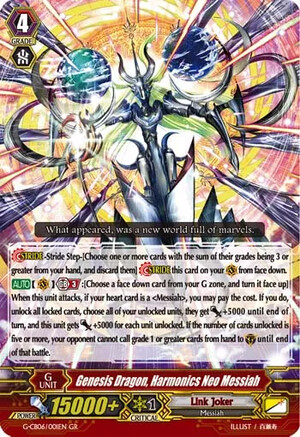 4
GRADE
What appeared, was a new world full of marvels.
STRIDE -Stride Step-[Choose one or more cards with the sum of their grades being 3 or
greater from your hand, and discard them] STRIDE this card on your from face down.
AUTO [ CB 3 ; Choose a face down card from your G zone, and turn it face up]
When this unit attacks, if your heart card is a <Messiah>, you may pay the cost. If you do,
unlock all locked cards, choose all of your unlocked units, they get +5000 until end of
turn, and this unit gets +5000 for each unit unlocked. If the number of cards unlocked is
five or more, your opponent cannot call grade 1 or greater cards from hand to until end
of that battle.
G
UNIT
Genesis Dragon, Harmonics Neo Messiah
POWER
15000+
1
CRITICAL
Link Joker
Messiah
G-CB06/001EN GR
ILLUST / 百瀬寿